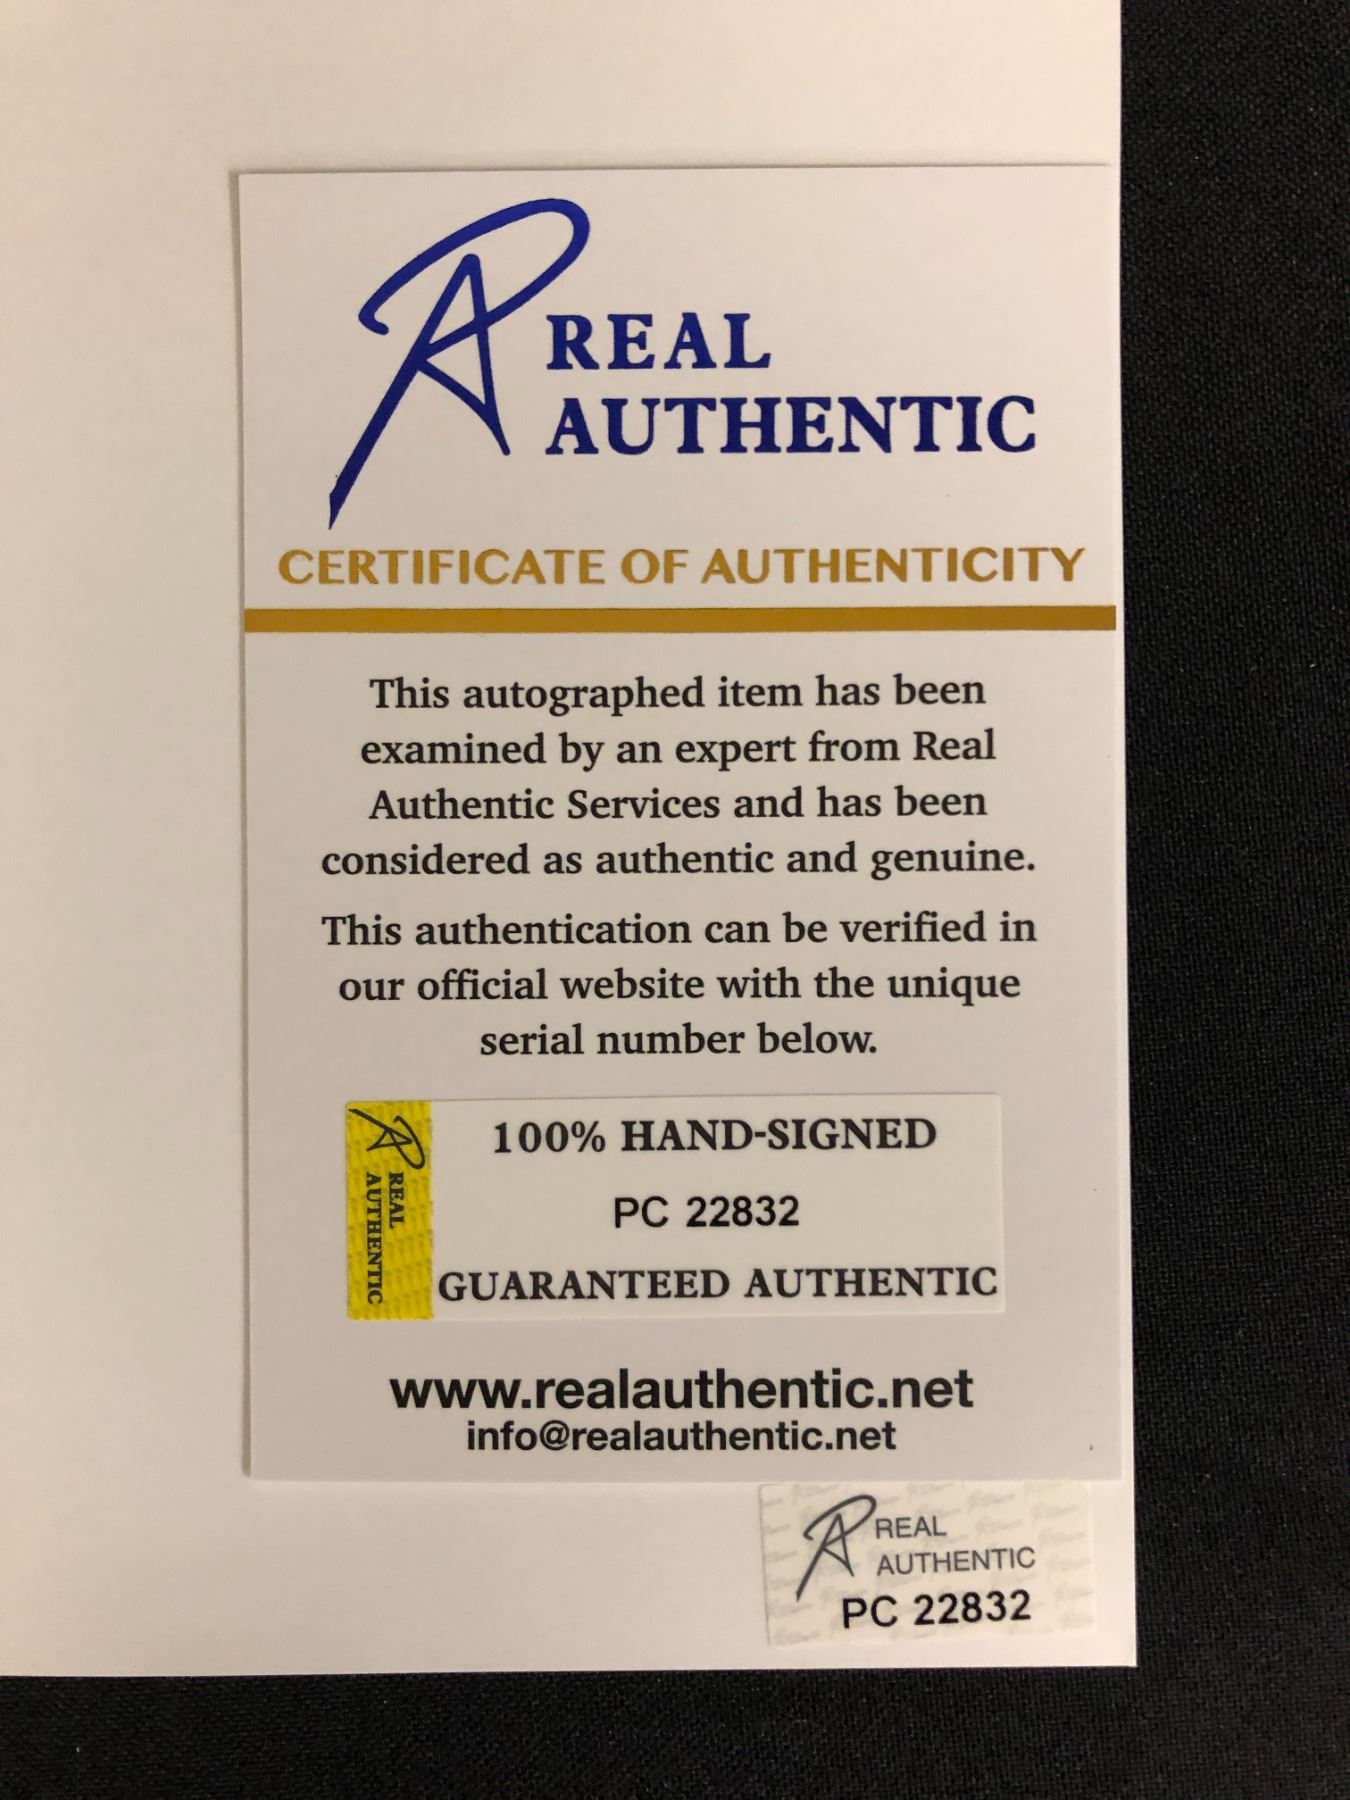 REAL
AUTHENTIC
CERTIFICATE OF AUTHENTICITY
This autographed item has been
examined by an expert from Real
Authentic Services and has been
considered as authentic and genuine.
This authentication can be verified in
our official website with the unique
serial number below.
REAL
AUTHENTIC
100% HAND-SIGNED
PC 22832
GUARANTEED AUTHENTIC
www.realauthentic.net
info@realauthentic.net
REAL
AUTHENTIC
PC 22832